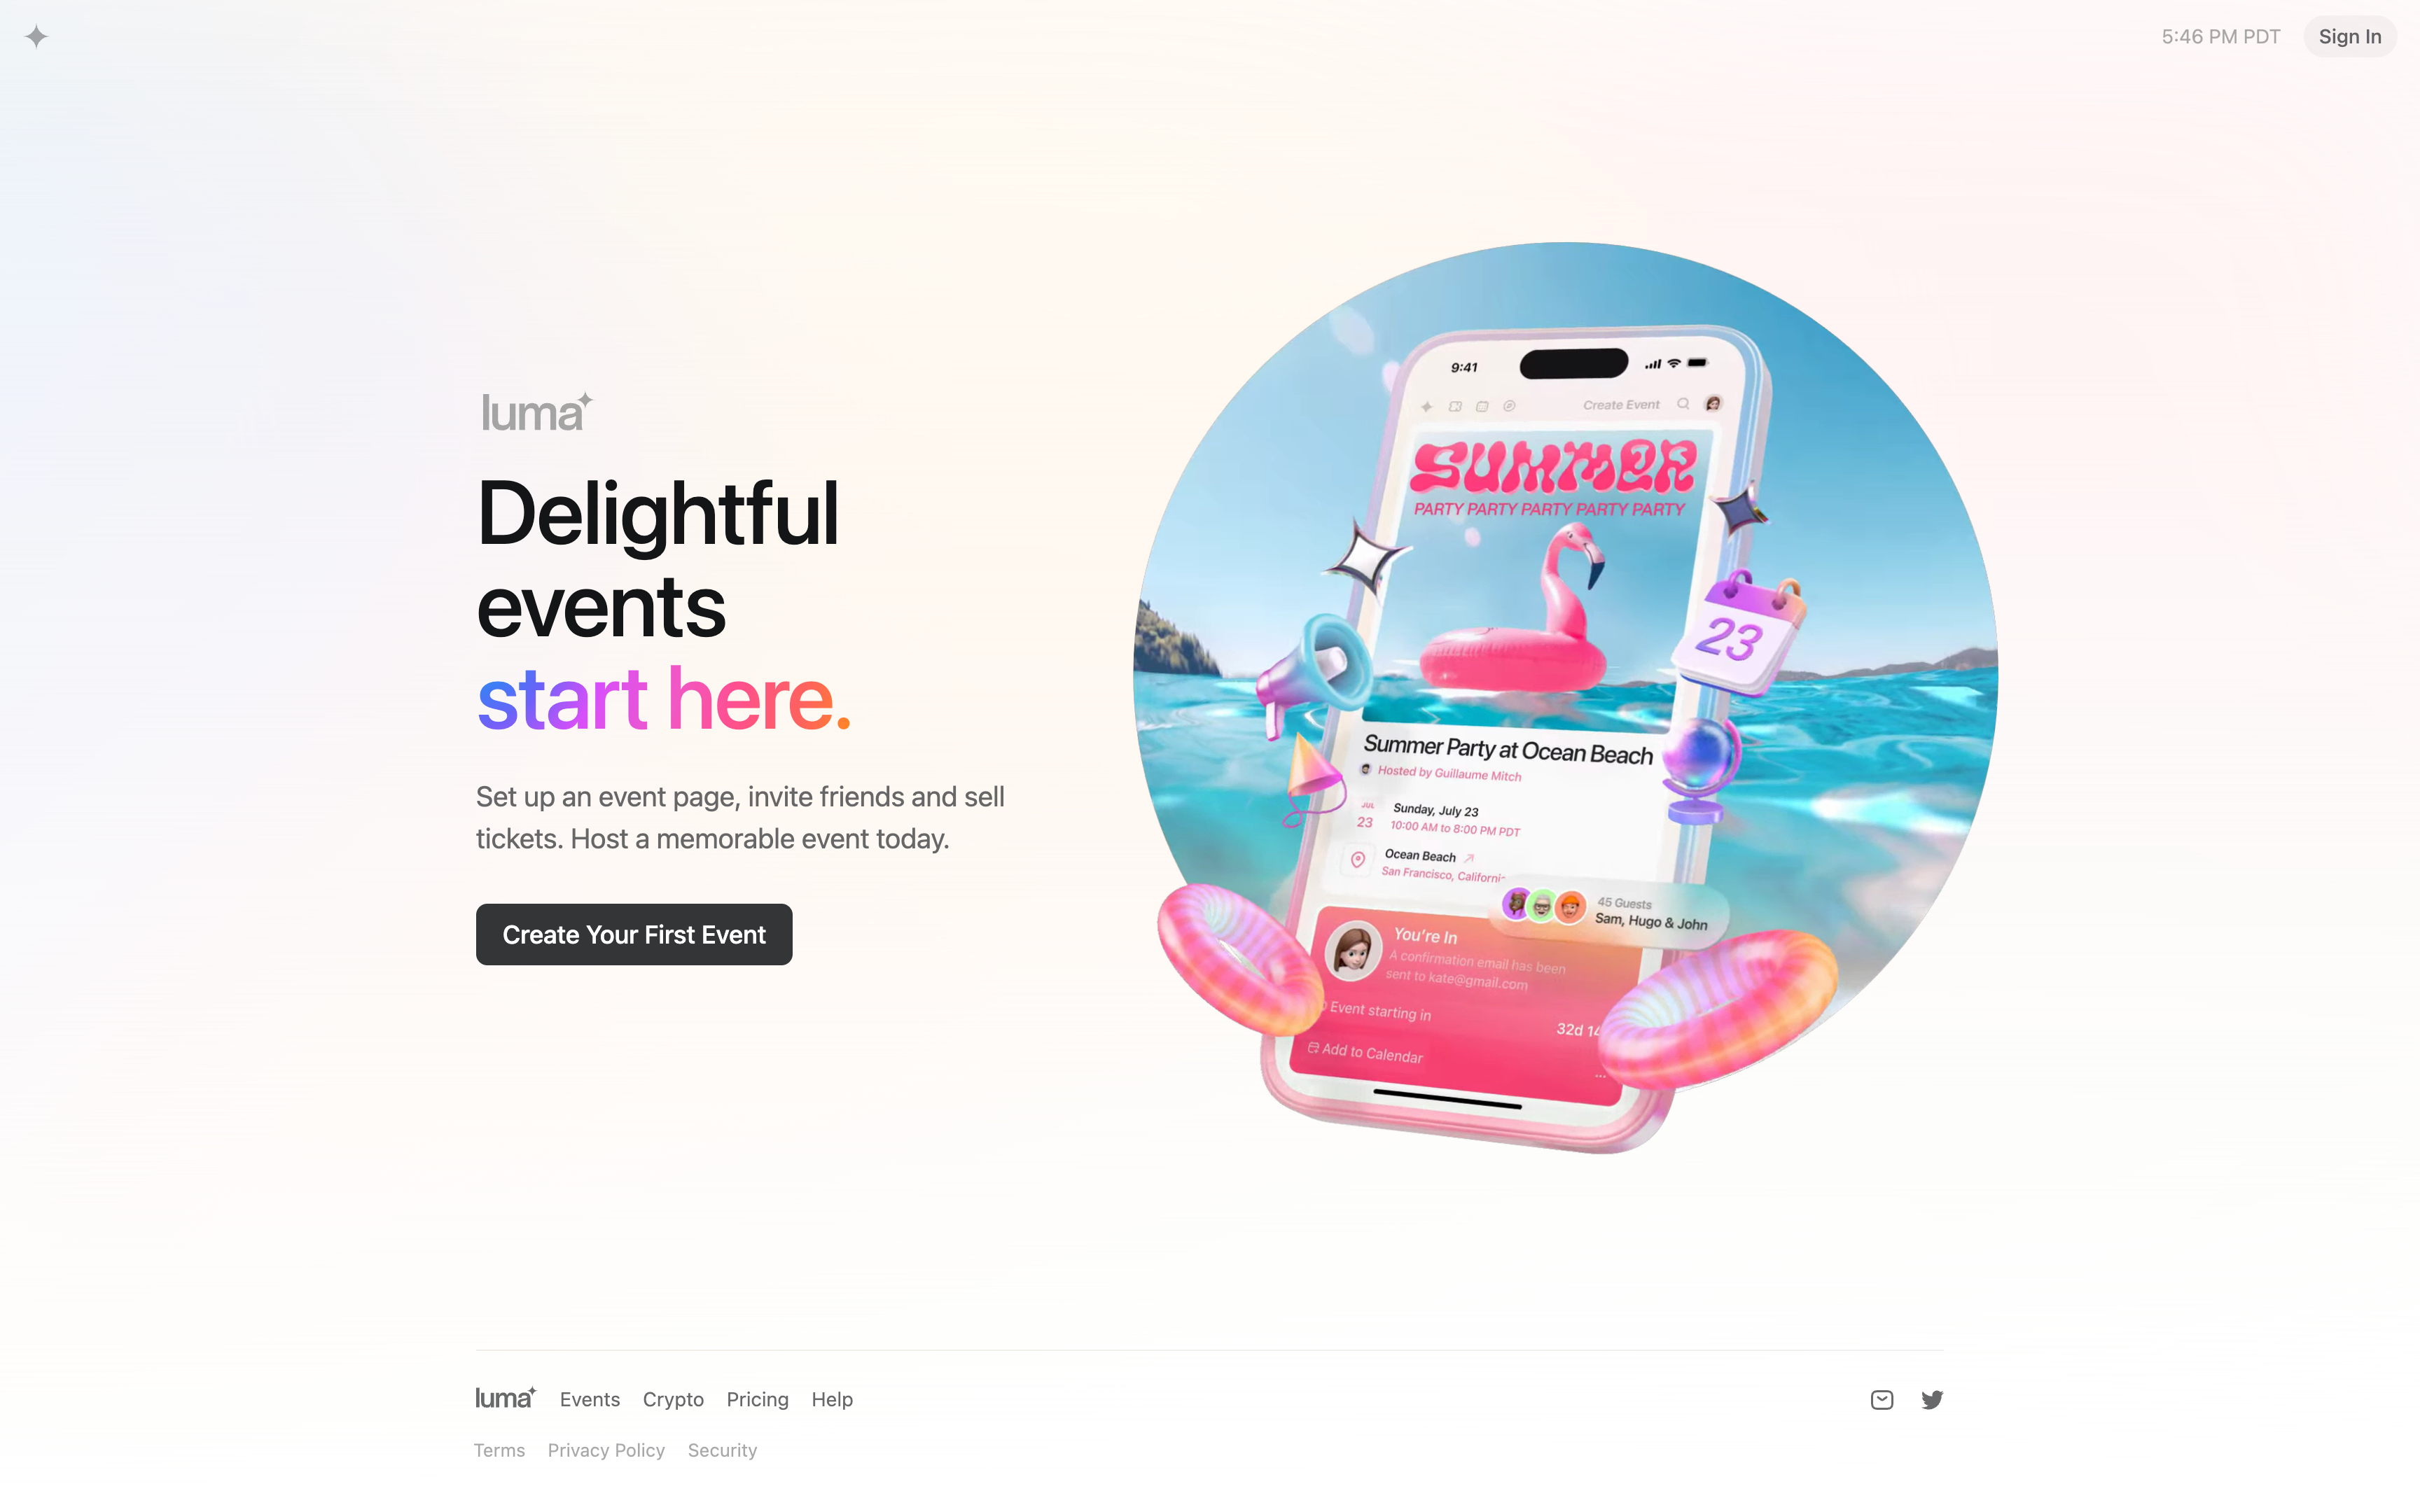 5:46 PM PDT
Sign In
luma
Delightful
events
start here.
Set up an event page, invite friends and sell
tickets. Host a memorable event today.
Create Your First Event
9:41
Create Event
SUMMER
PARTY PARTY PARTY PARTY PARTY
23
Summer Party at Ocean Beach
Hosted by Guillaume Mitch
JUL
23
Sunday, July 23
10:00 AM to 8:00 PM PDT
Ocean Beach
San Francisco, Californi
45 Guests
Sam, Hugo & John
You're In
A confirmation email has been
sent to kate@gmail.com
Event starting in
32d 14
Add to Calendar
luma
Events
Crypto
Pricing
Help
Terms
Privacy Policy
Security